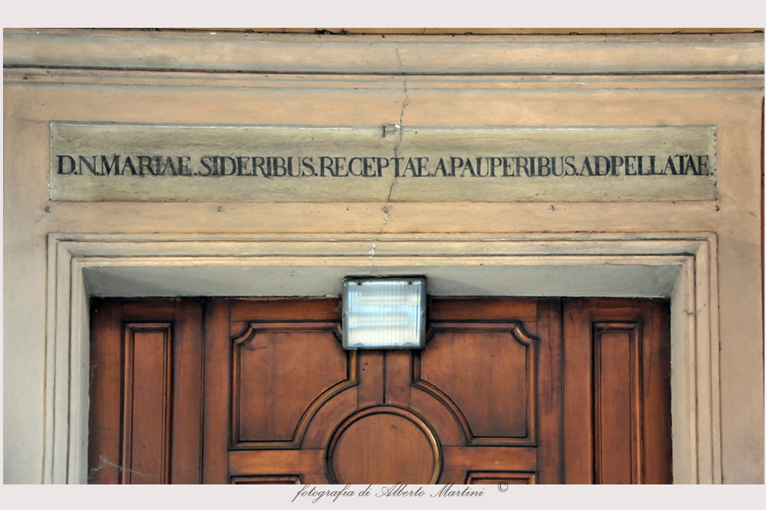 D.N.MARIAE.SIDERIBUS.RECEPTAE.A.PAUPERIBUS.ADPELLATAE.
fotografia di Alberto Martini ©